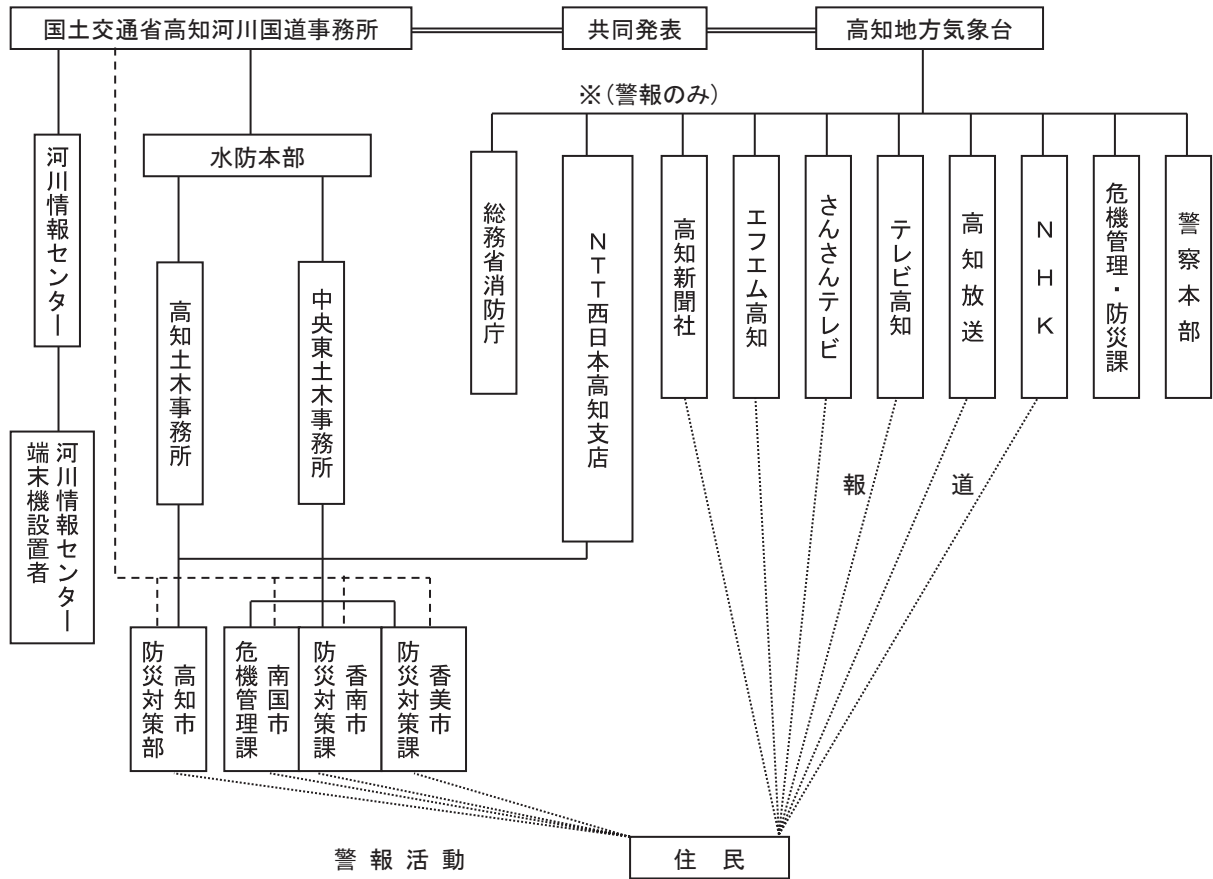 国土交通省高知河川国道事務所
共同発表
高知地方気象台
※(警報のみ)
河川情報センター
水防本部
総務省消防庁
NTT西日本高知支店
高知新聞社
エフエム高知
さんさんテレビ
テレビ高知
高知放送
NHK
危機管理・防災課
警察本部
高知土木事務所
中央東土木事務所
河川情報センター
端末機設置者
報道
高知市
防災対策部
南国市
危機管理課
香南市
防災対策課
香美市
防災対策課
警報活動
住民